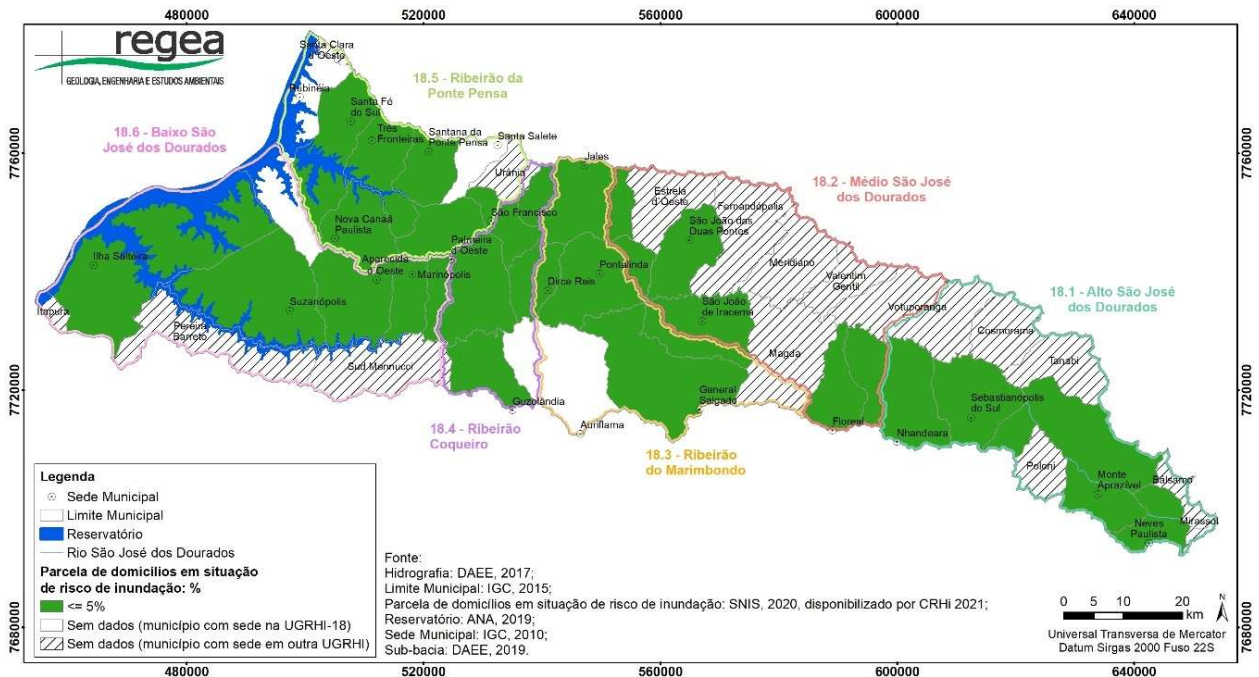 480000
520000
560000
600000
640000
regea
GEOLOGIA, ENGENHARIA E ESTUDOS AMBIENTAIS
Santa Clara
d'Oeste
Rubinéia
18.5 - Ribeirão da
Ponte Pensa
Santa Fé
do Sul
Três
Fronteiras
Santana da
Ponte Pensa
Santa Salete
18.6 - Baixo São
José dos Dourados
7760000
7760000
Urânia
Jales
18.2 - Médio São José
dos Dourados
Estrela
d'Oeste
Fernandópolis
São Francisco
São João das
Duas Pontes
Nova Canaã
Paulista
Palmeira
d'Oeste
Aparecida
d'Oeste
Marinópolis
Ilha Solteira
Pontalinda
Meridiano
Valentim
Gentil
Dirce Reis
Suzanápolis
Itapura
São João
de Iracema
Votuporanga
18.1 - Alto São José
dos Dourados
Pereira
Barreto
Cosmorama
Tanabi
Sud Mennucci
Magda
7720000
7720000
General
Salgado
Sebastianópolis
do Sul
Guzolândia
Auriflama
Floreal
Nhandeara
18.4 - Ribeirão
Coqueiro
18.3 - Ribeirão
do Marimbondo
Poloni
Monte
Aprazível
Bálsamo
Neves
Paulista
Mirassol
Legenda
Sede Municipal
Limite Municipal
Reservatório
Rio São José dos Dourados
Parcela de domicílios em situação
de risco de inundação: %
<= 5%
Sem dados (município com sede na UGRHI-18)
Sem dados (município com sede em outra UGRHI)
Fonte:
Hidrografia: DAEE, 2017;
Limite Municipal: IGC, 2015;
Parcela de domicílios em situação de risco de inundação: SNIS, 2020, disponibilizado por CRHi 2021;
Reservatório: ANA, 2019;
Sede Municipal: IGC, 2010;
Sub-bacia: DAEE, 2019.
0 5 10 20
km
N
Universal Transversa de Mercator
Datum Sirgas 2000 Fuso 22S
7680000
7680000
480000
520000
560000
600000
640000